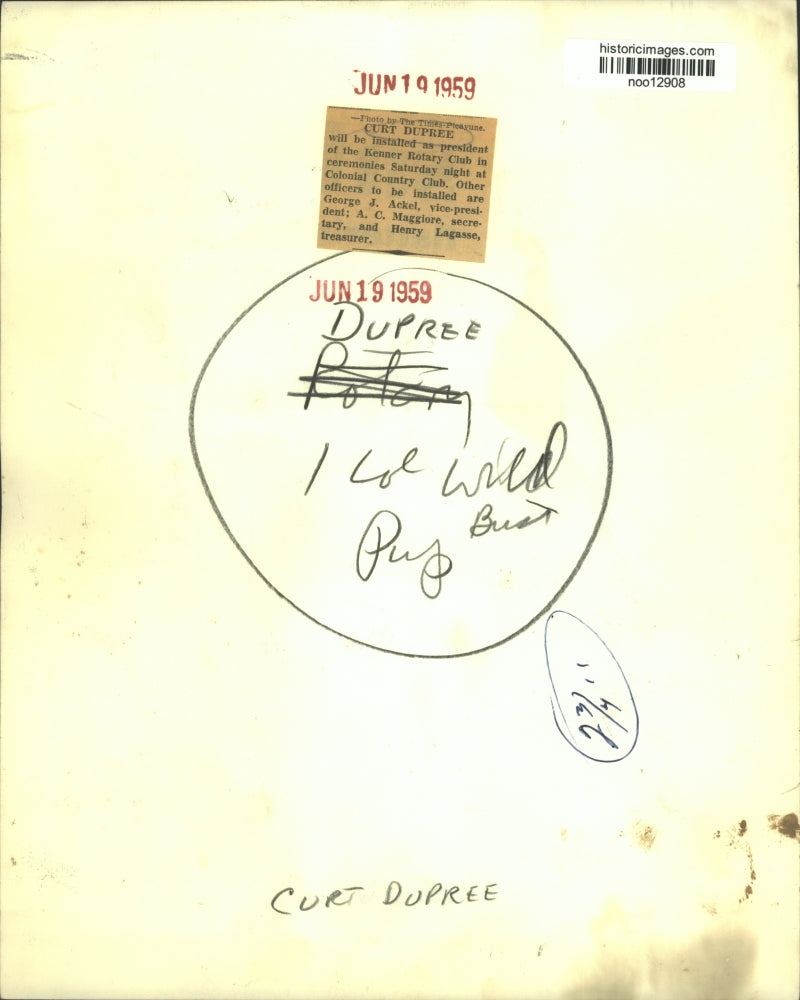 historicimages.com
noo12908
JUN 19 1959
—Photo by The Times-Picayune.
CURT DUPREE
will be installed as president
of the Kenner Rotary Club in
ceremonies Saturday night at
Colonial Country Club. Other
officers to be installed are
George J. Ackel, vice-presi-
dent; A. C. Maggiore, secre-
tary, and Henry Lagasse,
treasurer.
JUN 19 1959
DUPREE
Rotary
1 Col Wild
Bust
CURT DUPREE